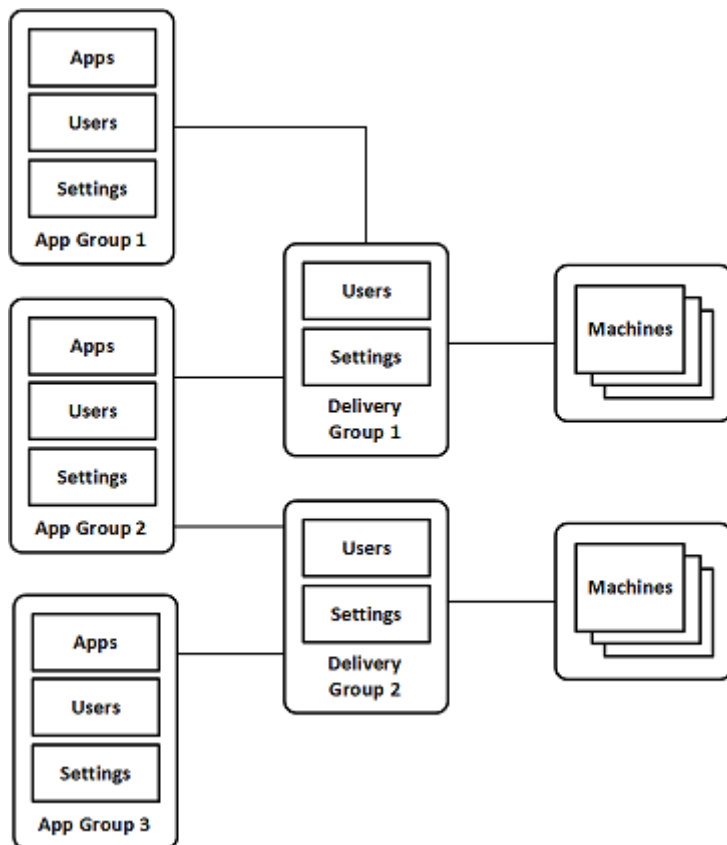 Apps
Users
Settings
App Group 1
Apps
Users
Settings
App Group 2
Apps
Users
Settings
App Group 3
Users
Settings
Delivery
Group 1
Users
Settings
Delivery
Group 2
Machines
Machines